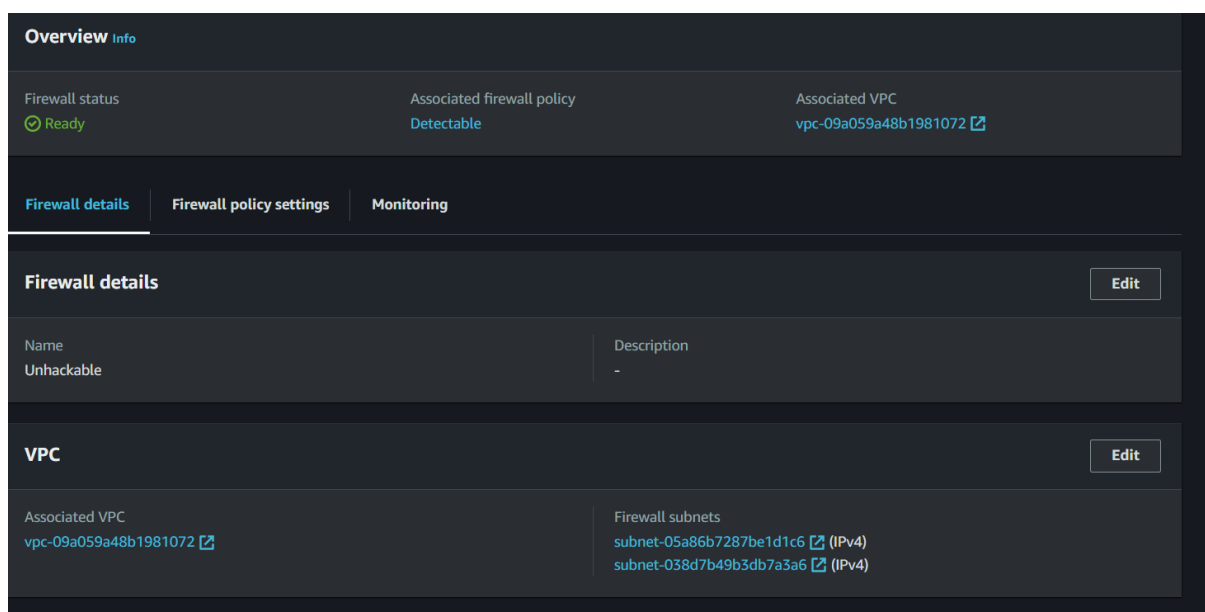 Overview Info
Firewall status
Ready
Associated firewall policy
Detectable
Associated VPC
vpc-09a059a48b1981072
Firewall details
Firewall policy settings
Monitoring
Firewall details
Edit
Name
Unhackable
Description
-
VPC
Edit
Associated VPC
vpc-09a059a48b1981072
Firewall subnets
subnet-05a86b7287be1d1c6 (IPv4)
subnet-038d7b49b3db7a3a6 (IPv4)